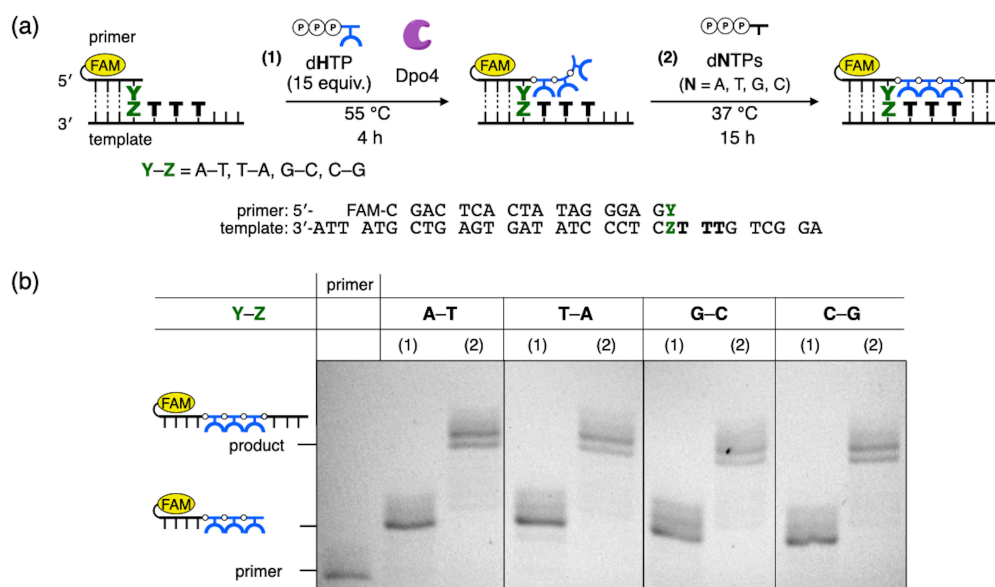 (a)
primer
FAM
5′
Y
Z T T T
3′
template
P P P
(1) dHTP
(15 equiv.)
Dpo4
55 °C
4 h
Y
Z T T T
P P P
(2) dNTPs
(N = A, T, G, C)
37 °C
15 h
FAM
Y
Z T T T
Y–Z = A–T, T–A, G–C, C–G
primer: 5′- FAM-C GAC TCA CTA TAG GGA GY
template: 3′-ATT ATG CTG AGT GAT ATC CCT CZT TTG TCG GA
(b)
primer
Y–Z A–T T–A G–C C–G
(1) (2) (1) (2) (1) (2) (1) (2)
FAM
product
FAM
primer